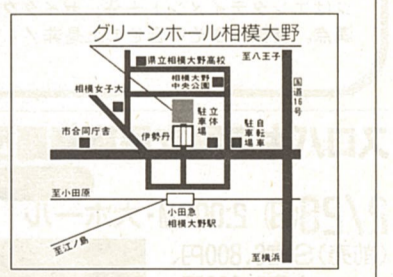 グリーンホール相模大野
至八王子
県立相模大野高校
相模大野
中央公園
国道16号
相模女子大
立体
駐車場
自転車
駐車場
伊勢丹
市合同庁舎
至小田原
小田急
相模大野駅
至江ノ島
至横浜